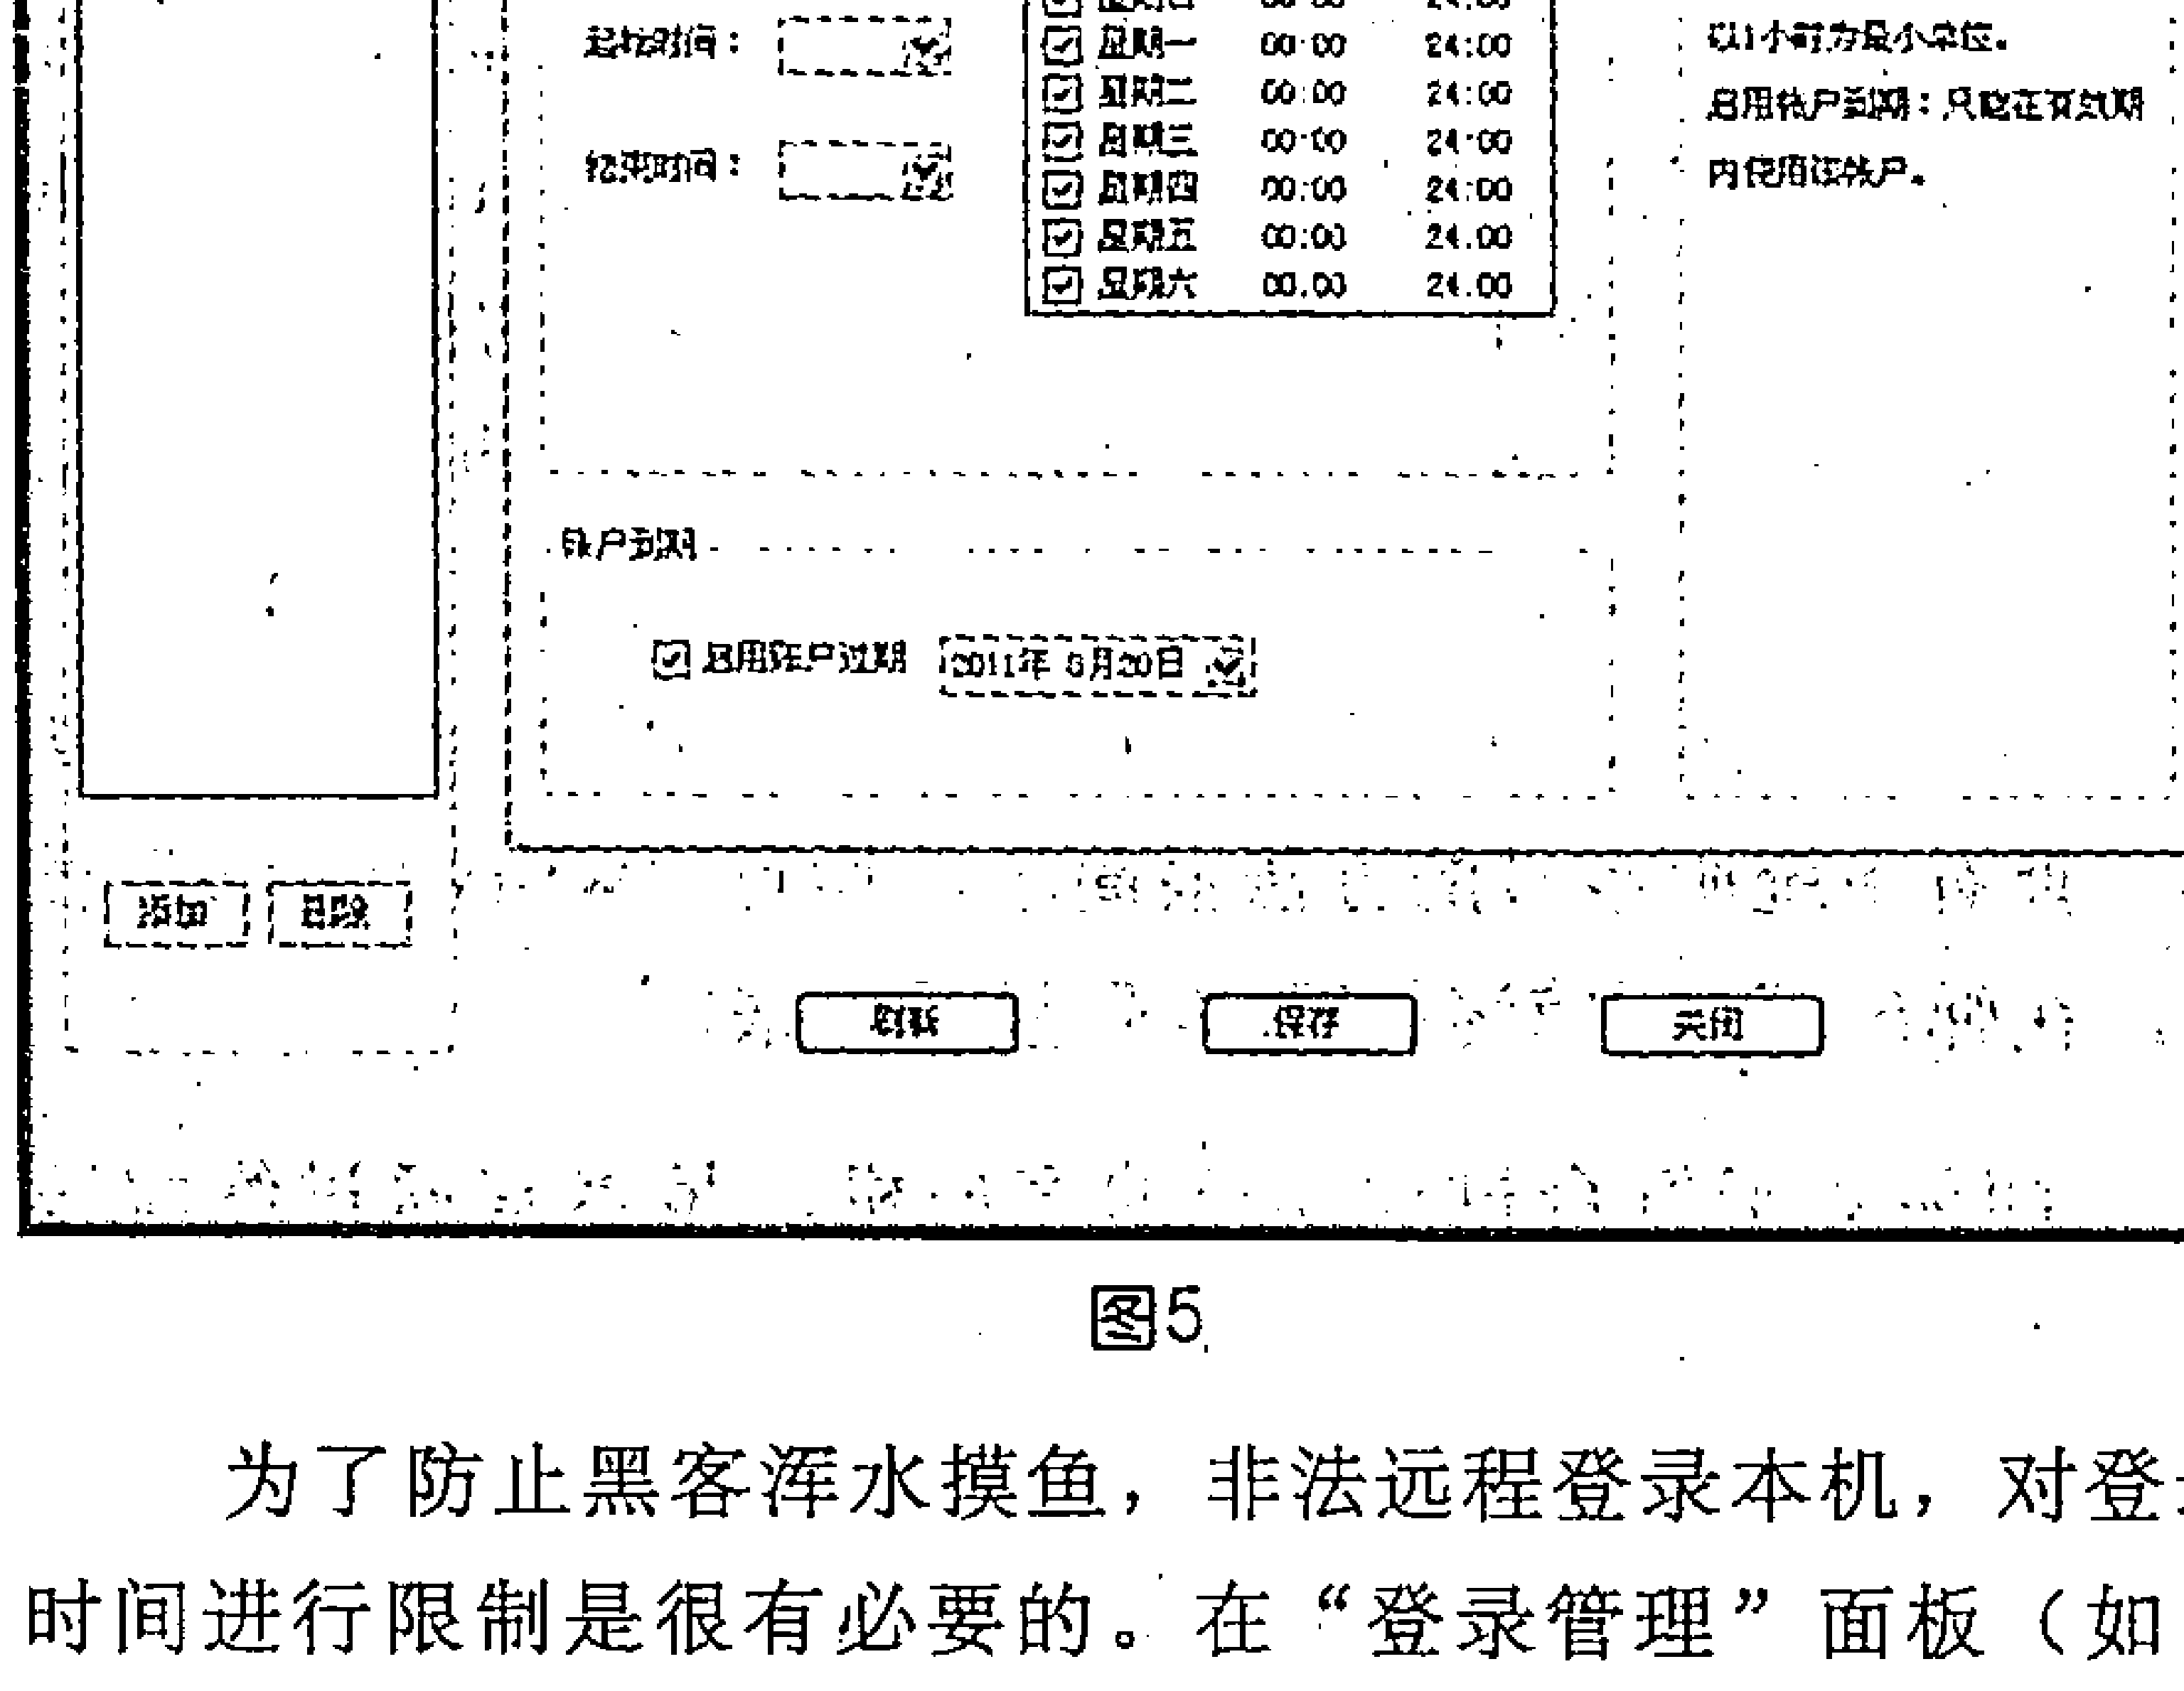 起始时间：
结束时间：
星期一 00:00 24:00
星期二 00:00 24:00
星期三 00:00 24:00
星期四 00:00 24:00
星期五 00:00 24:00
星期六 00:00 24:00
以1小时为最小单位。
启用帐户到期：只能在有效期
内使用该帐户。
帐户到期
启用帐户过期 2011年
添加 删除
刷新 保存 关闭
图5
为了防止黑客浑水摸鱼，非法远程登录本机，对登
时间进行限制是很有必要的。在“登录管理”面板（如